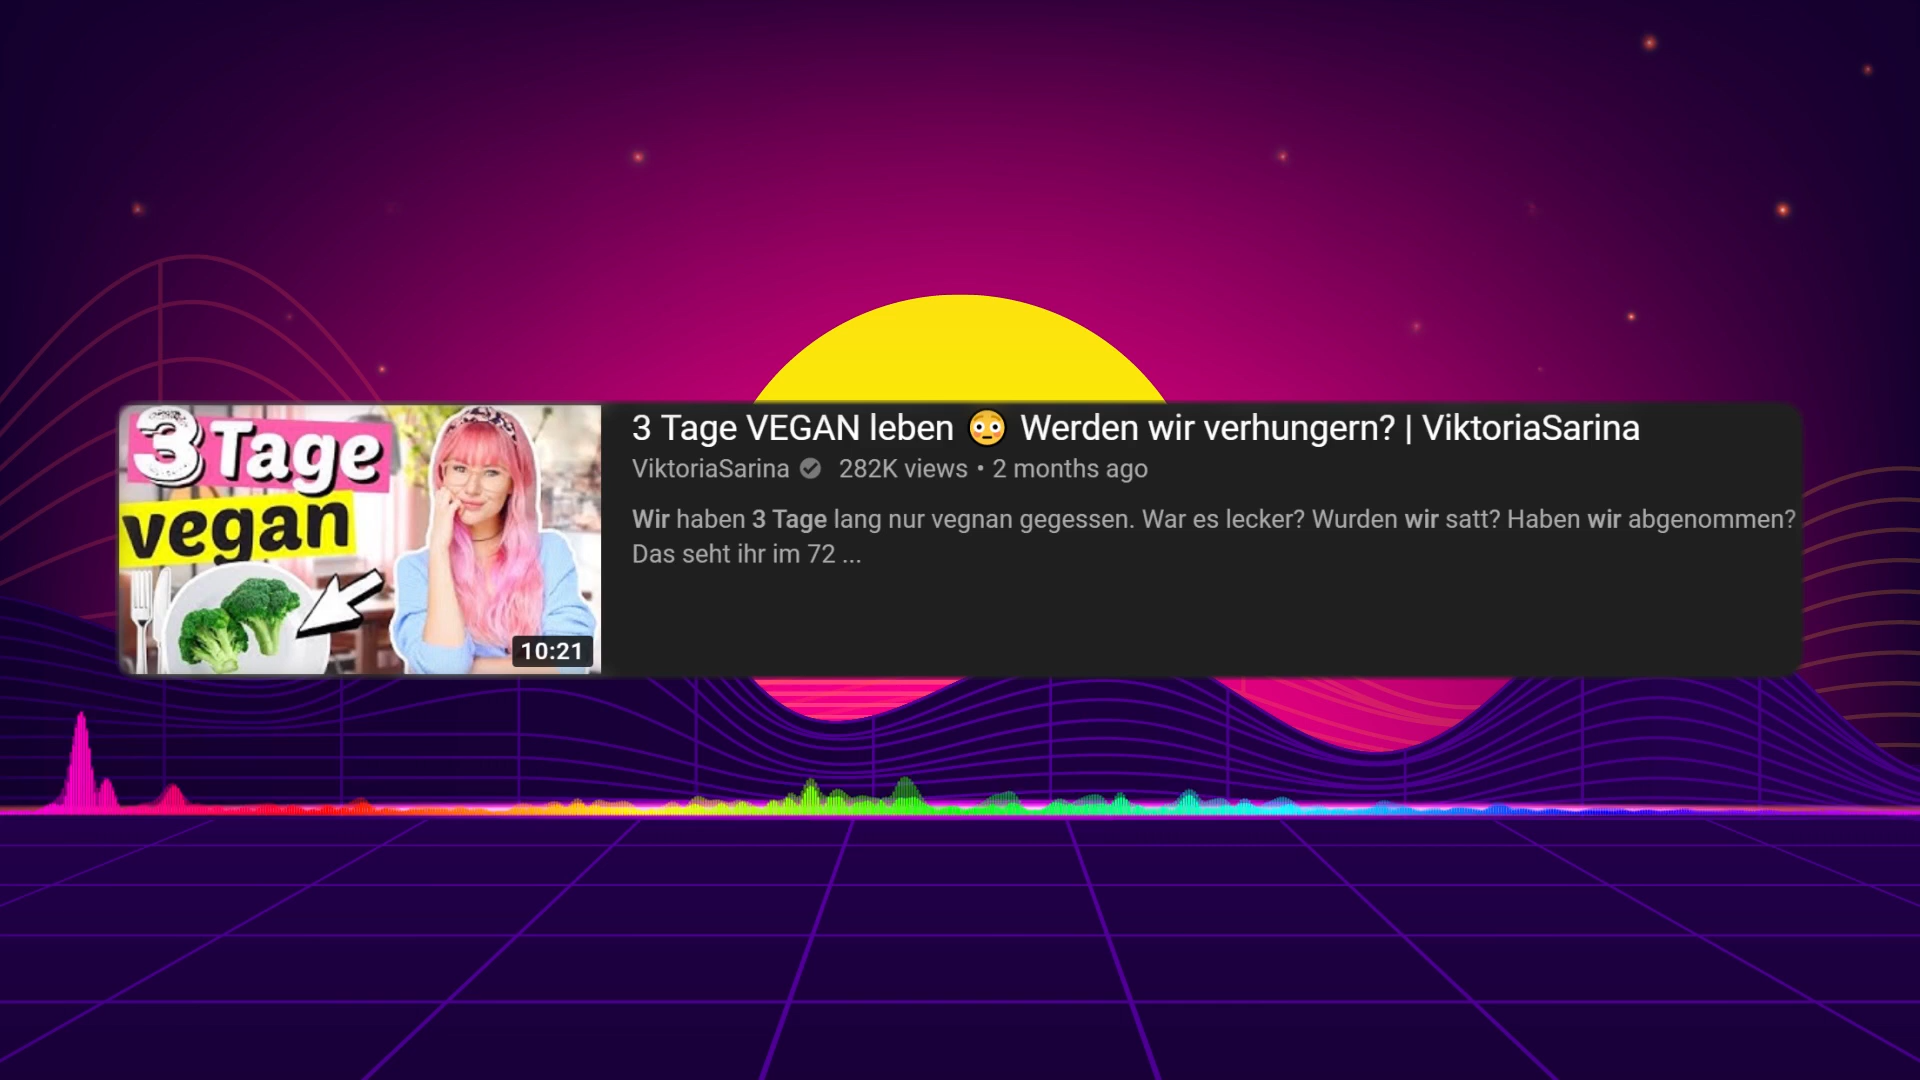 3 Tage
vegan
10:21
3 Tage VEGAN leben 😳 Werden wir verhungern? | ViktoriaSarina
ViktoriaSarina 282K views • 2 months ago
Wir haben 3 Tage lang nur vegnan gegessen. War es lecker? Wurden wir satt? Haben wir abgenommen?
Das seht ihr im 72 ...